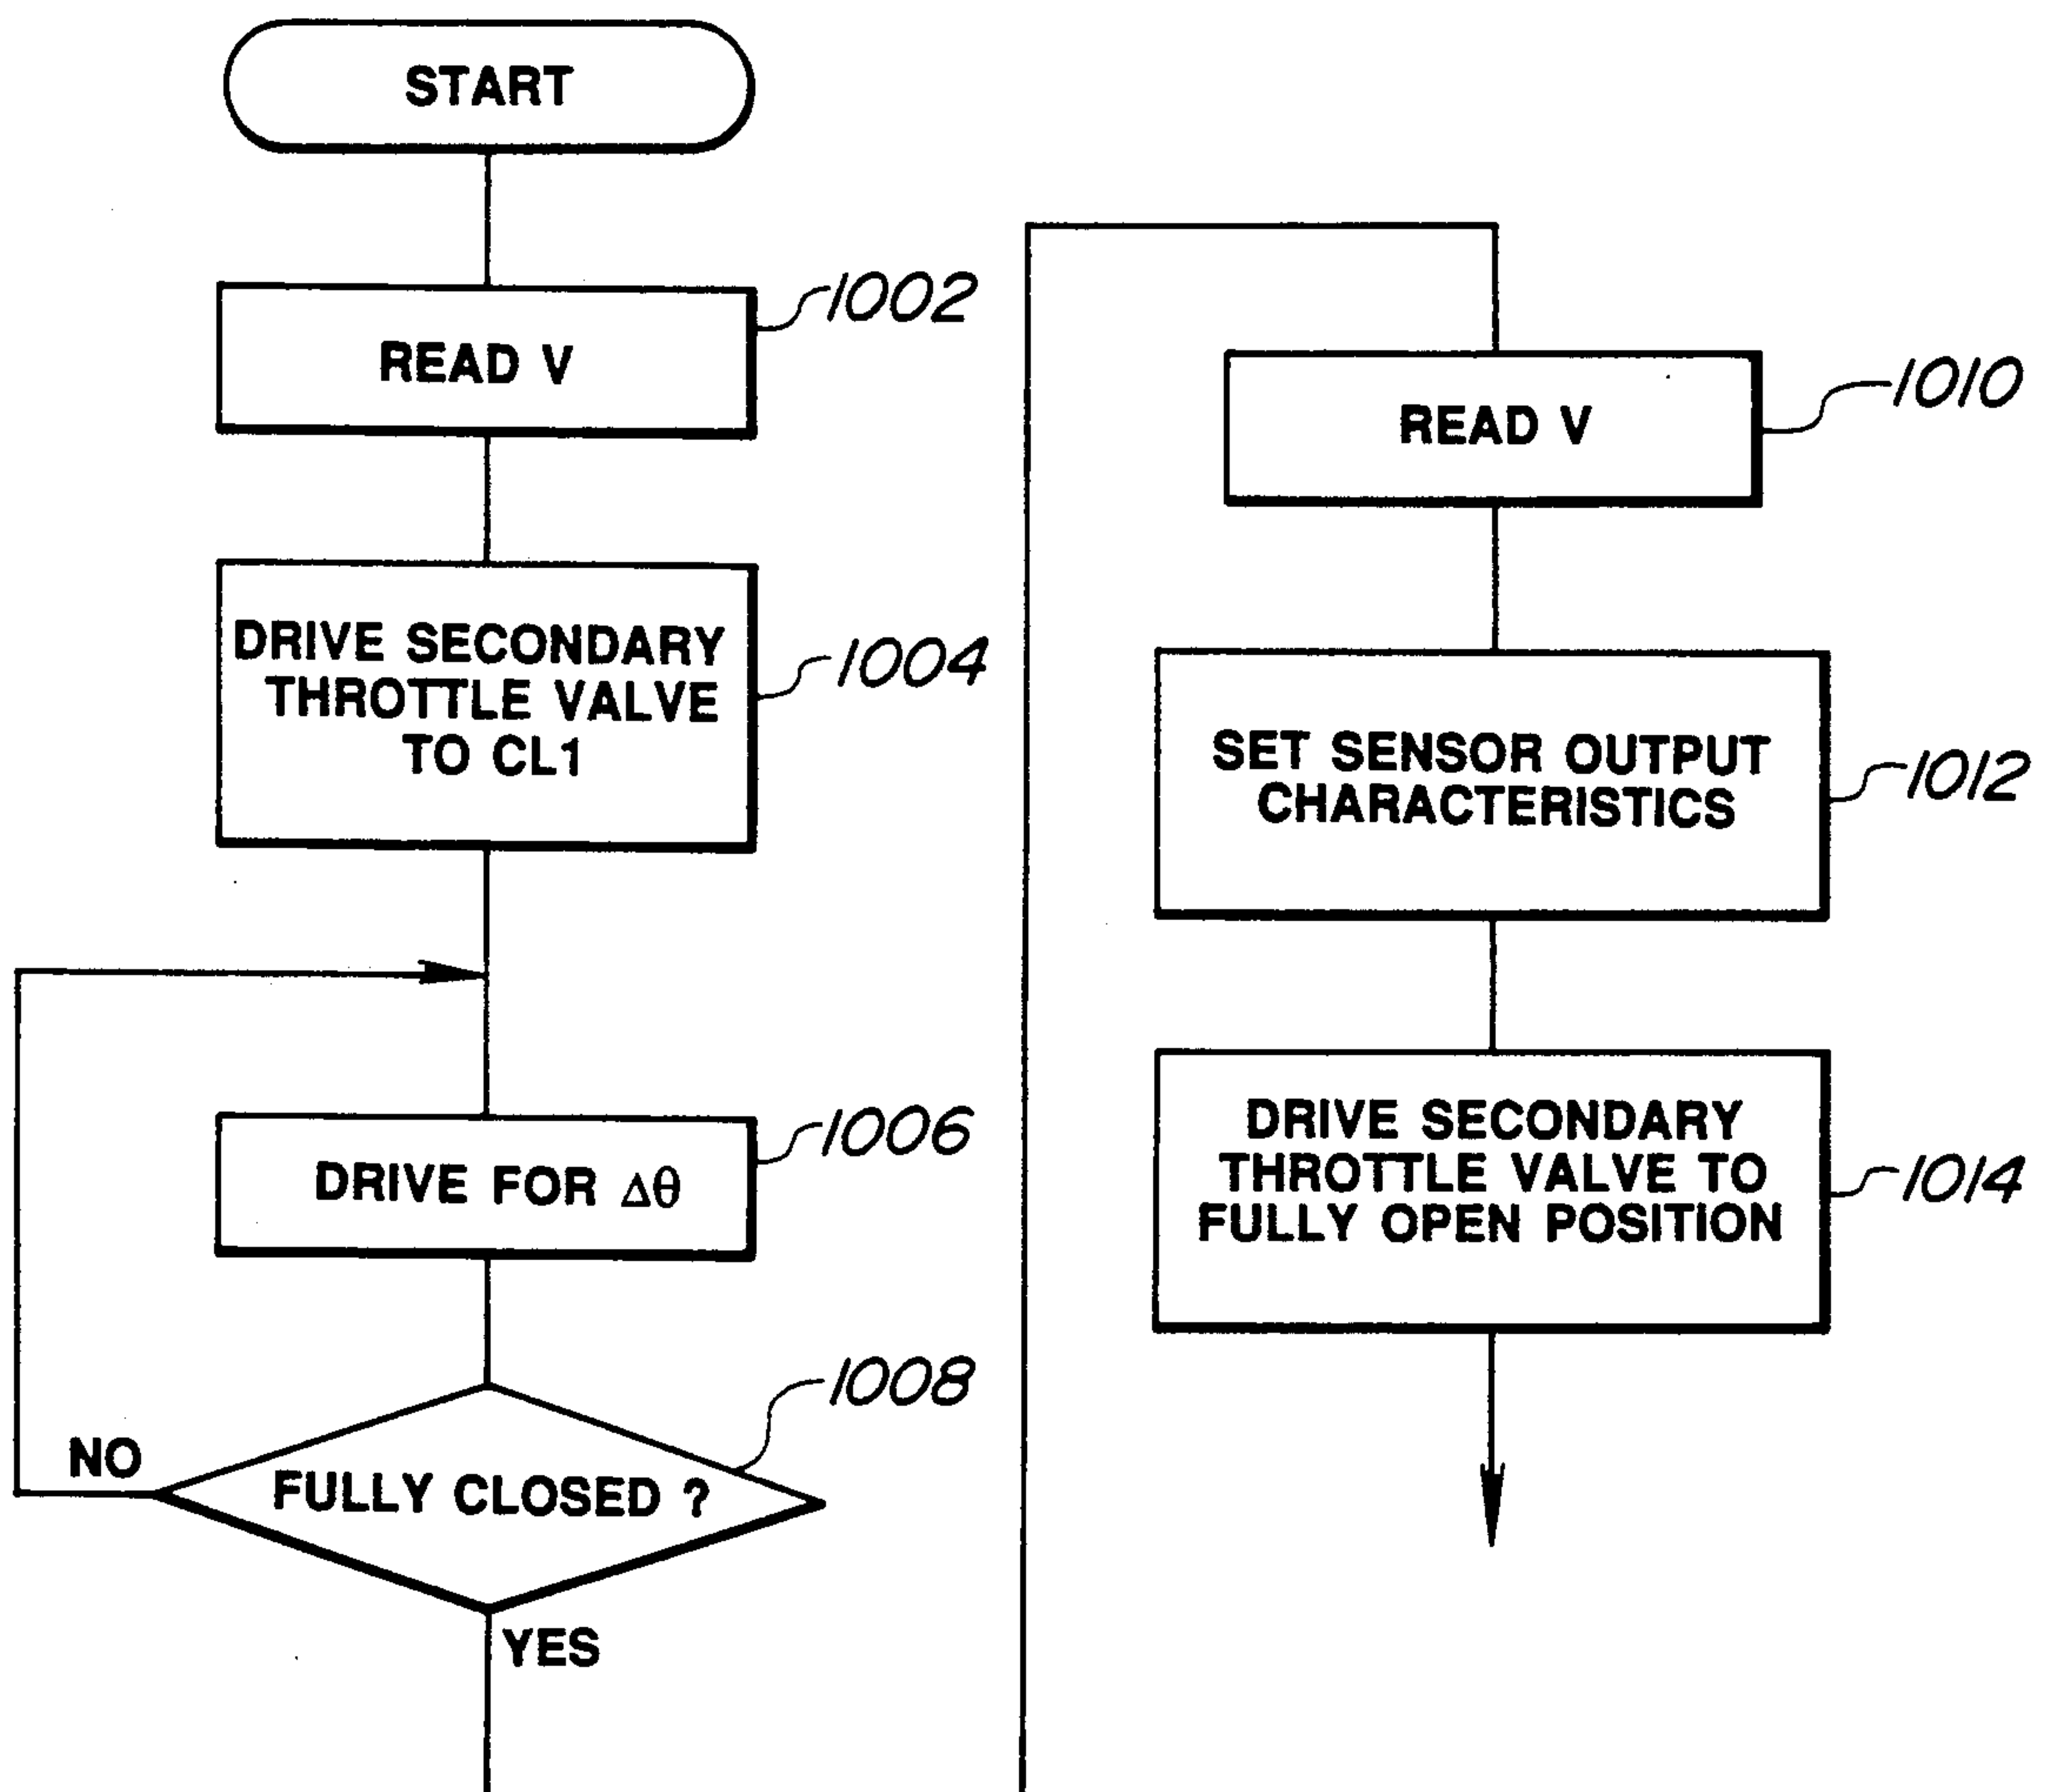 START
READ V
1002
DRIVE SECONDARY
THROTTLE VALVE
TO CL1
1004
DRIVE FOR Δθ
1006
FULLY CLOSED ?
1008
NO
YES
READ V
1010
SET SENSOR OUTPUT
CHARACTERISTICS
1012
DRIVE SECONDARY
THROTTLE VALVE TO
FULLY OPEN POSITION
1014